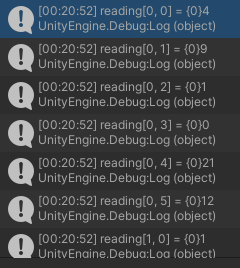 [00:20:52] reading[0, 0] = {0}4
UnityEngine.Debug:Log (object)
[00:20:52] reading[0, 1] = {0}9
UnityEngine.Debug:Log (object)
[00:20:52] reading[0, 2] = {0}1
UnityEngine.Debug:Log (object)
[00:20:52] reading[0, 3] = {0}0
UnityEngine.Debug:Log (object)
[00:20:52] reading[0, 4] = {0}21
UnityEngine.Debug:Log (object)
[00:20:52] reading[0, 5] = {0}12
UnityEngine.Debug:Log (object)
[00:20:52] reading[1, 0] = {0}1
UnityEngine.Debug:Log (object)